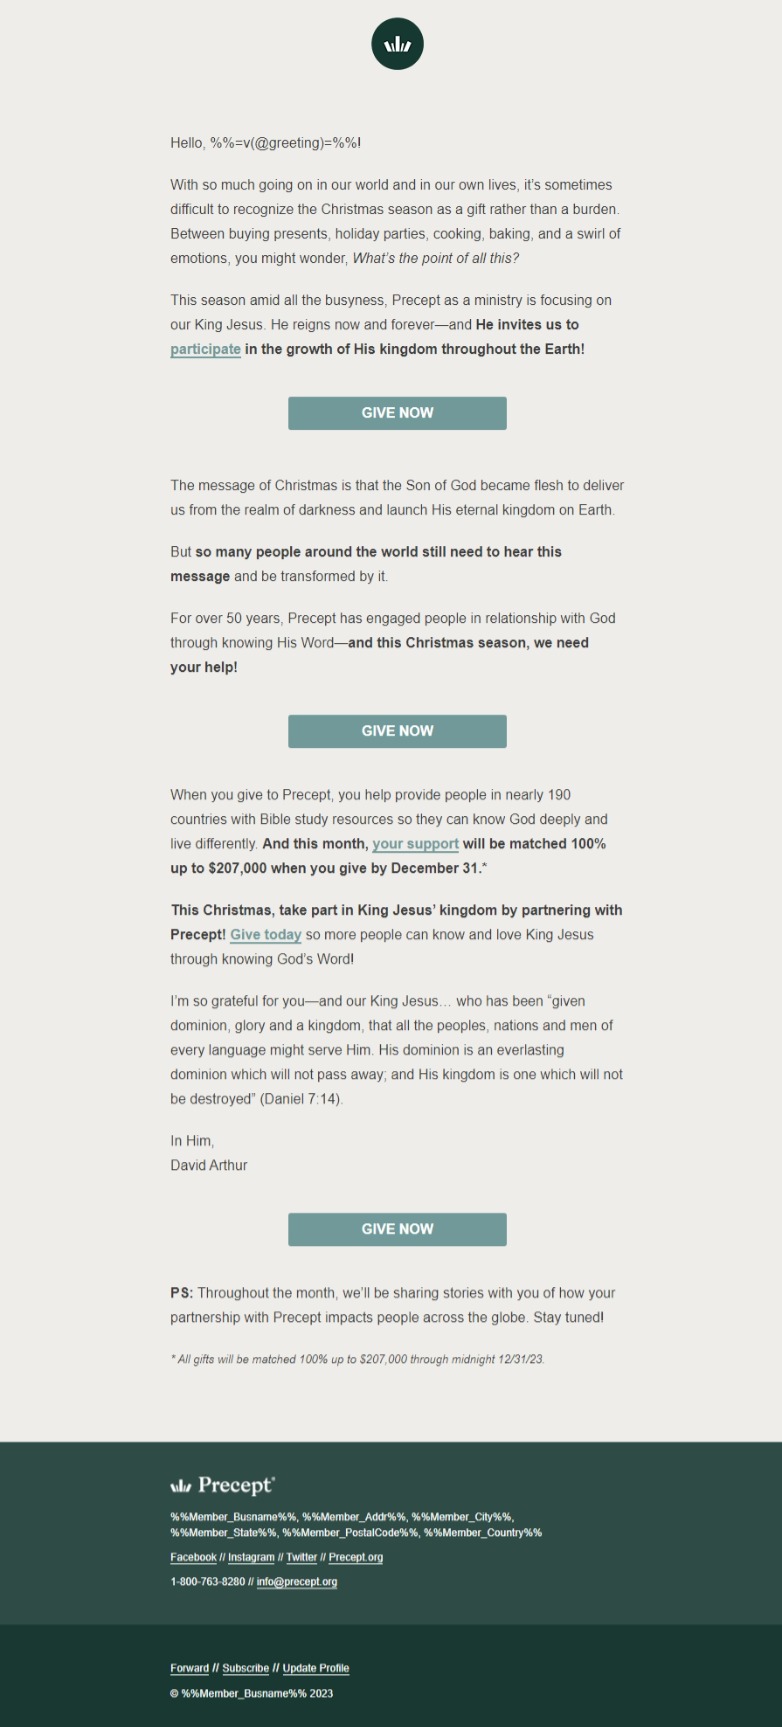 Hello, %%=v(@greeting)=%%!
With so much going on in our world and in our own lives, it’s sometimes
difficult to recognize the Christmas season as a gift rather than a burden.
Between buying presents, holiday parties, cooking, baking, and a swirl of
emotions, you might wonder, What’s the point of all this?
This season amid all the busyness, Precept as a ministry is focusing on
our King Jesus. He reigns now and forever—and He invites us to
participate in the growth of His kingdom throughout the Earth!
GIVE NOW
The message of Christmas is that the Son of God became flesh to deliver
us from the realm of darkness and launch His eternal kingdom on Earth.
But so many people around the world still need to hear this
message and be transformed by it.
For over 50 years, Precept has engaged people in relationship with God
through knowing His Word—and this Christmas season, we need
your help!
GIVE NOW
When you give to Precept, you help provide people in nearly 190
countries with Bible study resources so they can know God deeply and
live differently. And this month, your support will be matched 100%
up to $207,000 when you give by December 31.*
This Christmas, take part in King Jesus’ kingdom by partnering with
Precept! Give today so more people can know and love King Jesus
through knowing God’s Word!
I’m so grateful for you—and our King Jesus… who has been “given
dominion, glory and a kingdom, that all the peoples, nations and men of
every language might serve Him. His dominion is an everlasting
dominion which will not pass away; and His kingdom is one which will not
be destroyed” (Daniel 7:14).
In Him,
David Arthur
GIVE NOW
PS: Throughout the month, we’ll be sharing stories with you of how your
partnership with Precept impacts people across the globe. Stay tuned!
* All gifts will be matched 100% up to $207,000 through midnight 12/31/23.
Precept®
%%Member_Busname%%, %%Member_Addr%%, %%Member_City%%,
%%Member_State%%, %%Member_PostalCode%%, %%Member_Country%%
Facebook // Instagram // Twitter // Precept.org
1-800-763-8280 // info@precept.org
Forward // Subscribe // Update Profile
© %%Member_Busname%% 2023